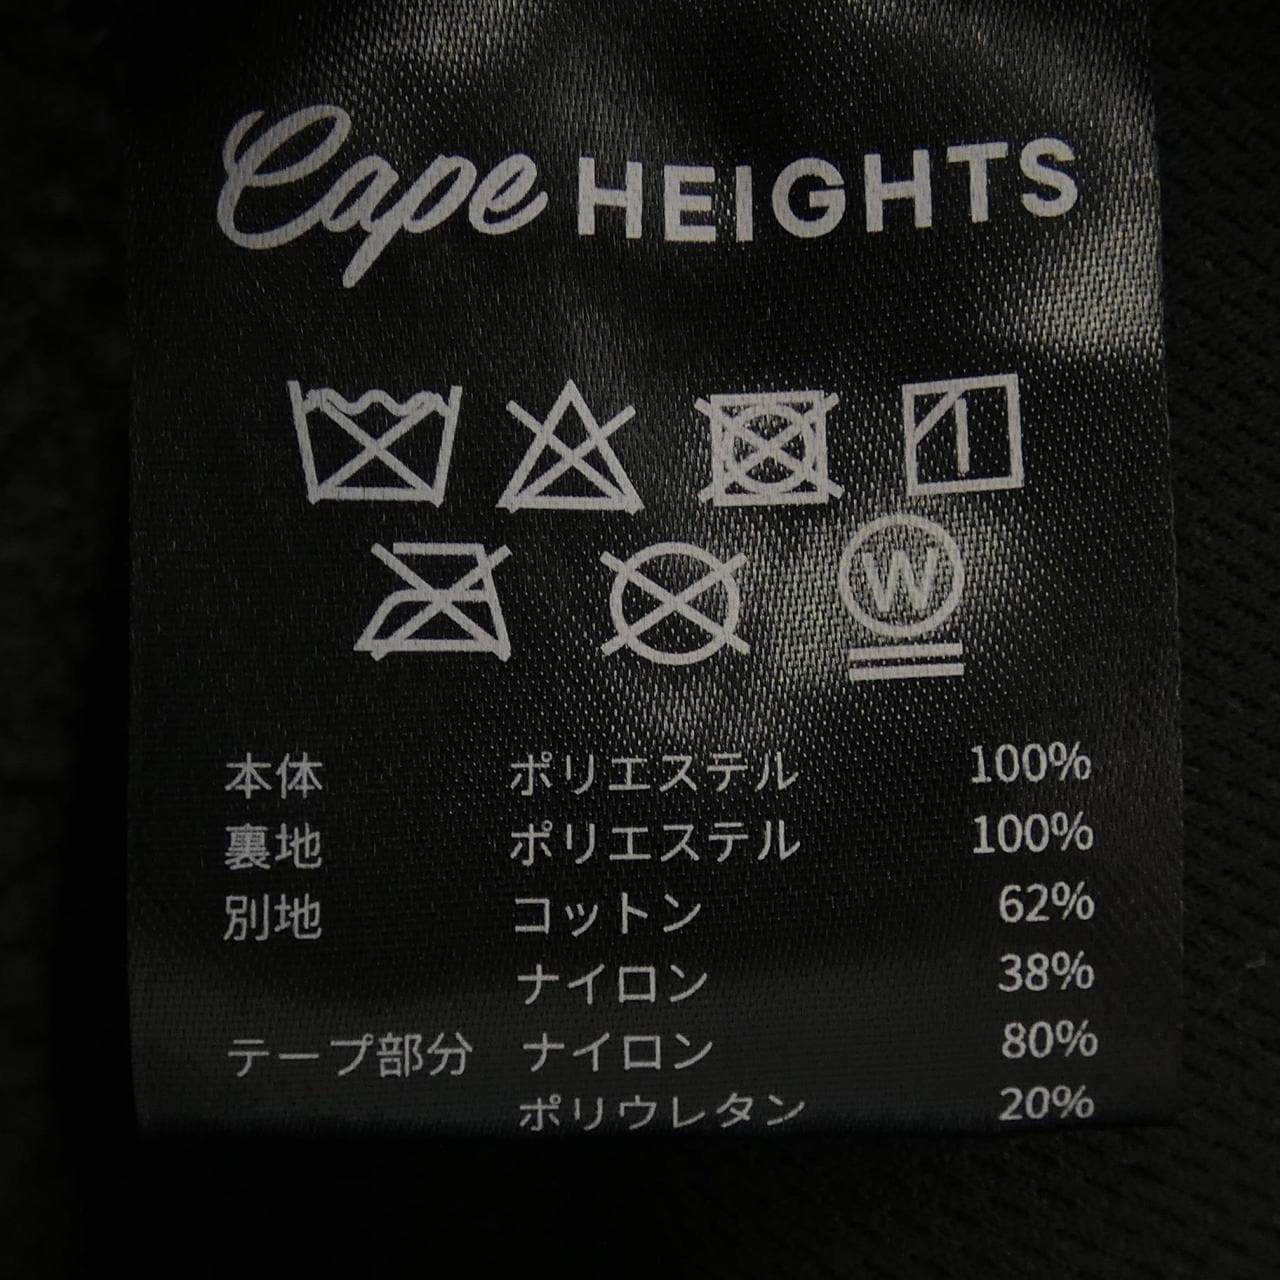 Cape HEIGHTS
W
本体 ポリエステル 100%
裏地 ポリエステル 100%
別地 コットン 62%
ナイロン 38%
テープ部分 ナイロン 80%
ポリウレタン 20%